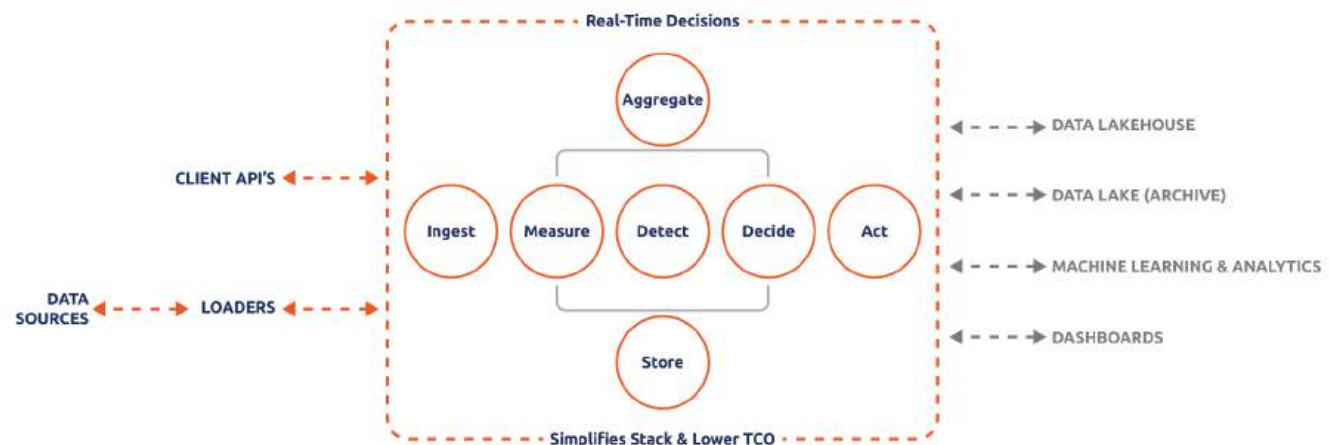 Real-Time Decisions
Aggregate
CLIENT API'S
Ingest
Measure
Detect
Decide
Act
DATA
SOURCES
LOADERS
Store
Simplifies Stack & Lower TCO
DATA LAKEHOUSE
DATA LAKE (ARCHIVE)
MACHINE LEARNING & ANALYTICS
DASHBOARDS